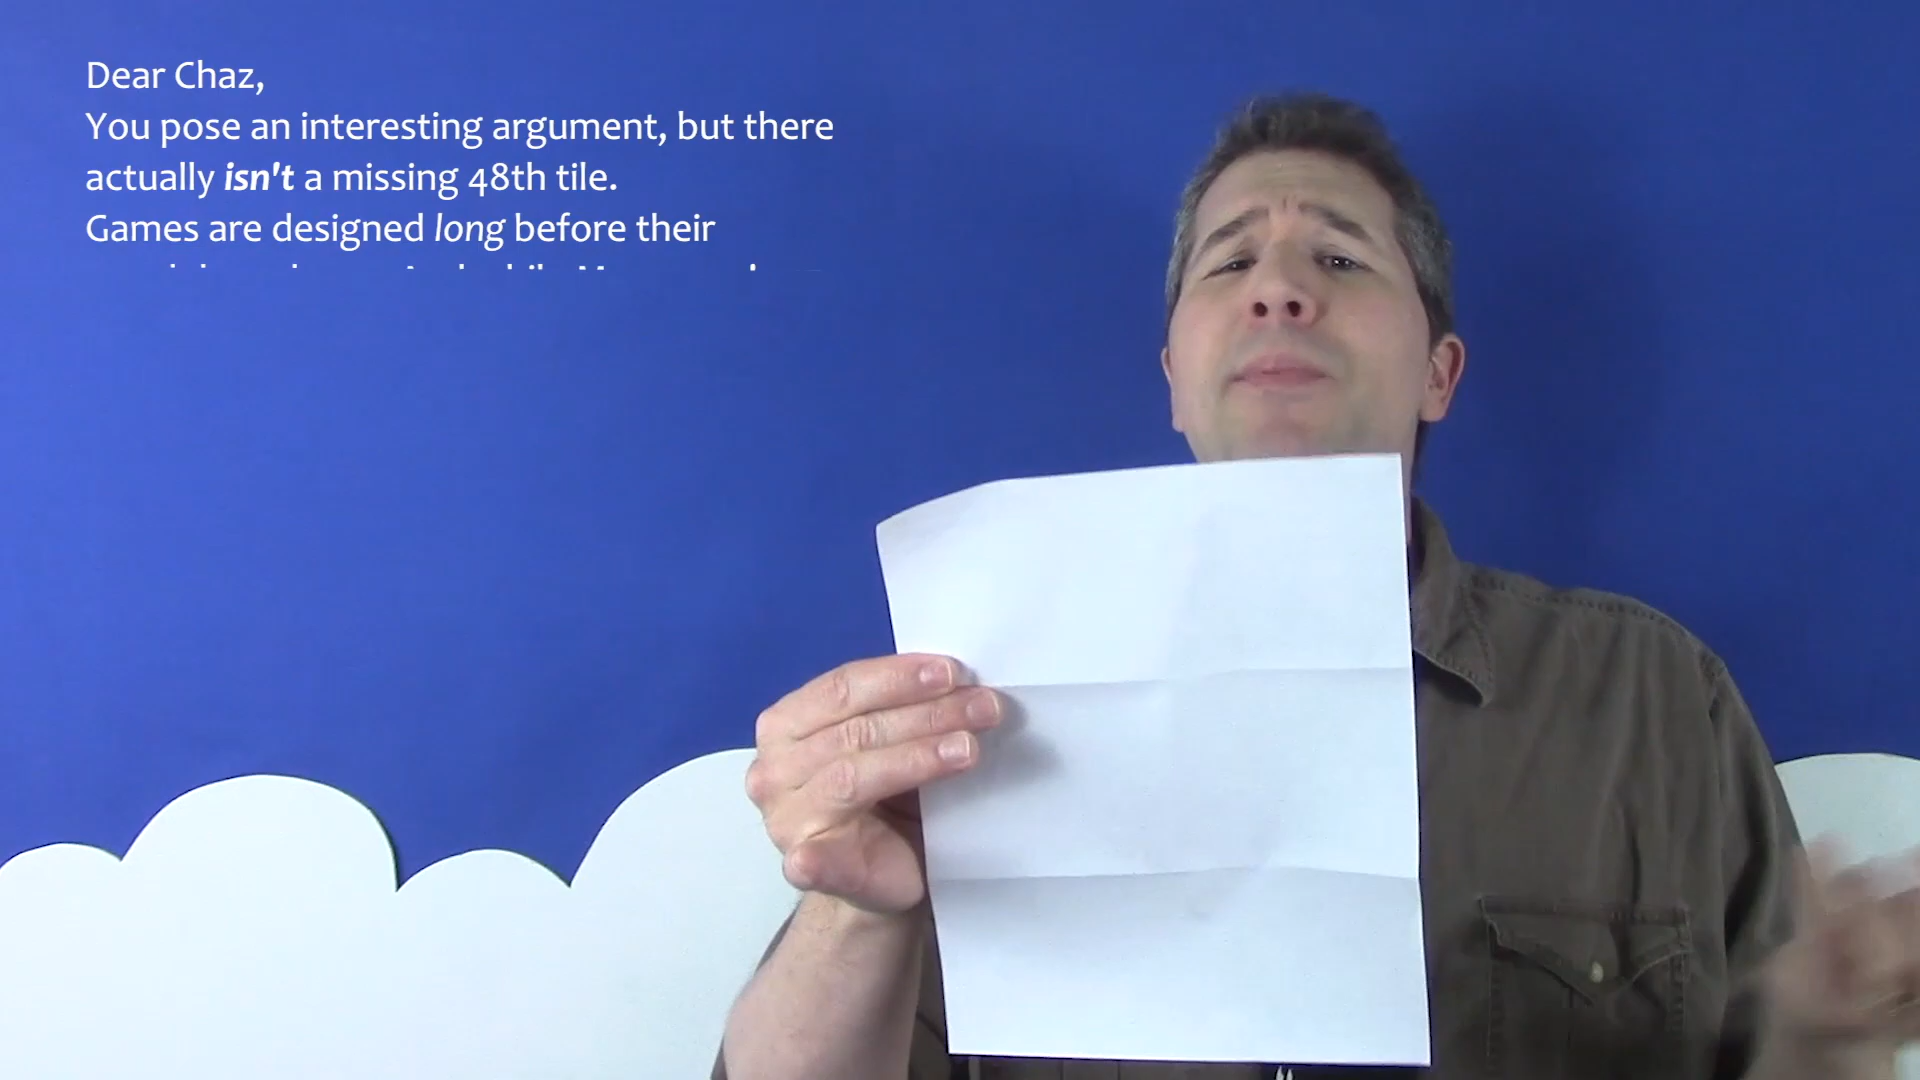 Dear Chaz,
You pose an interesting argument, but there
actually isn't a missing 48th tile.
Games are designed long before their